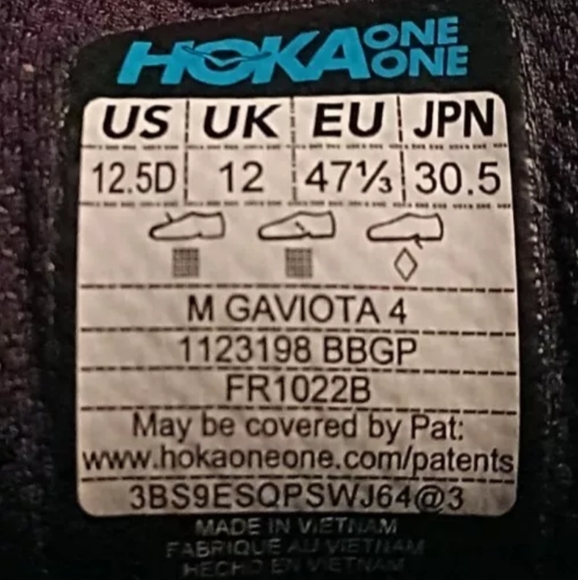 HOKA ONE ONE
US UK EU JPN
12.5D 12 47⅓ 30.5
M GAVIOTA 4
1123198 BBGP
FR1022B
May be covered by Pat:
www.hokaoneone.com/patents
3BS9ESQPSWJ64@3
MADE IN VIETNAM
FABRIQUE AU VIETNAM
HECHO EN VIETNAM